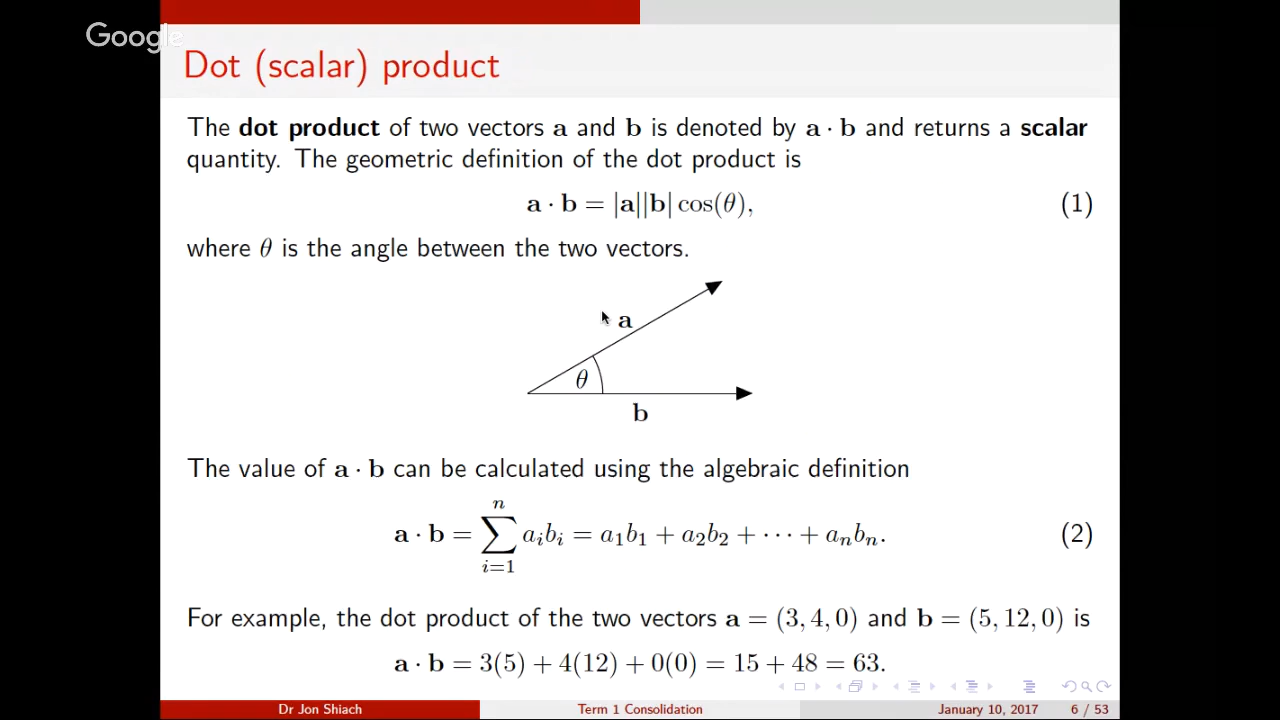 Google
Dot (scalar) product
The dot product of two vectors a and b is denoted by a · b and returns a scalar
quantity. The geometric definition of the dot product is
a · b = |a||b| cos(θ), (1)
where θ is the angle between the two vectors.
a
θ
b
The value of a · b can be calculated using the algebraic definition
n
a · b = ∑ aᵢbᵢ = a₁b₁ + a₂b₂ + · · · + aₙbₙ. (2)
i=1
For example, the dot product of the two vectors a = (3, 4, 0) and b = (5, 12, 0) is
a · b = 3(5) + 4(12) + 0(0) = 15 + 48 = 63.
Dr Jon Shiach Term 1 Consolidation January 10, 2017 6 / 53